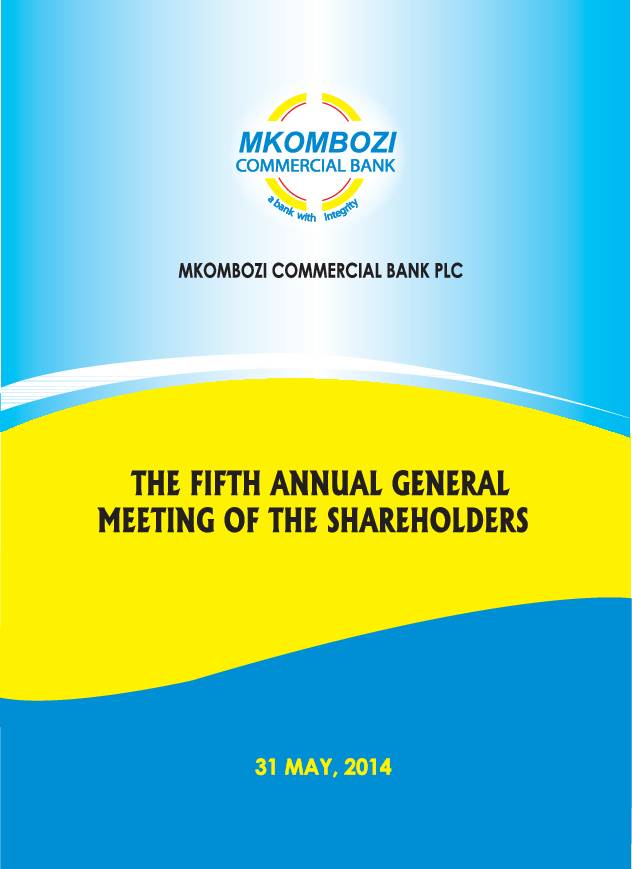 MKOMBOZI
COMMERCIAL BANK
a bank with Integrity
MKOMBOZI COMMERCIAL BANK PLC
THE FIFTH ANNUAL GENERAL
MEETING OF THE SHAREHOLDERS
31 MAY, 2014